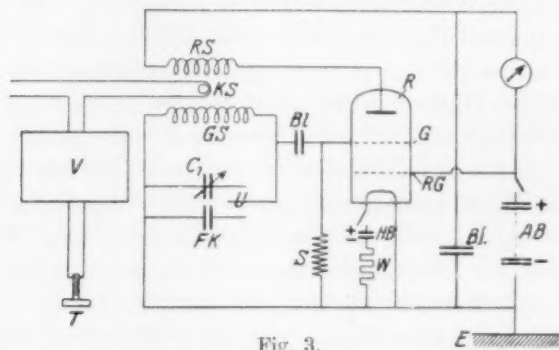 RS
R
KS
GS
Bl
G
V
C1
U
RG
+
FK
+
HB
AB
S
W
Bl.
−
T
E
Fig. 3.